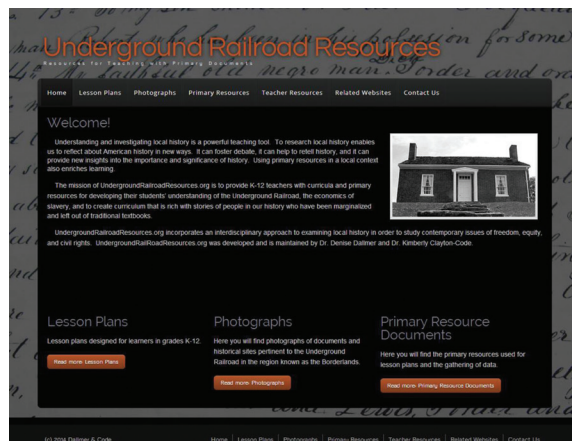 Underground Railroad Resources
Resources for Teaching with Primary Documents
Home Lesson Plans Photographs Primary Resources Teacher Resources Related Websites Contact Us
Welcome!
Understanding and investigating local history is a powerful teaching tool. To research local history enables
us to reflect about American history in new ways. It can foster debate, it can help to retell history, and it can
provide new insights into the importance and significance of history. Using primary resources in a local context
also enriches learning.
The mission of UndergroundRailroadResources.org is to provide K-12 teachers with curricula and primary
resources for developing their students' understanding of the Underground Railroad, the economics of
slavery, and to create curriculum that is rich with stories of people in our history who have been marginalized
and left out of traditional textbooks.
UndergroundRailroadResources.org incorporates an interdisciplinary approach to examining local history in order to study contemporary issues of freedom, equity,
and civil rights. UndergroundRailRoadResources.org was developed and is maintained by Dr. Denise Dallmer and Dr. Kimberly Clayton-Code.
Lesson Plans
Lesson plans designed for learners in grades K-12.
Read more: Lesson Plans
Photographs
Here you will find photographs of documents and
historical sites pertinent to the Underground
Railroad in the region known as the Borderlands.
Read more: Photographs
Primary Resource
Documents
Here you will find the primary resources used for
lesson plans and the gathering of data.
Read more: Primary Resource Documents
(c) 2014 Dallmer & Code
Home Lesson Plans Photographs Primary Resources Teacher Resources Related Websites Contact Us